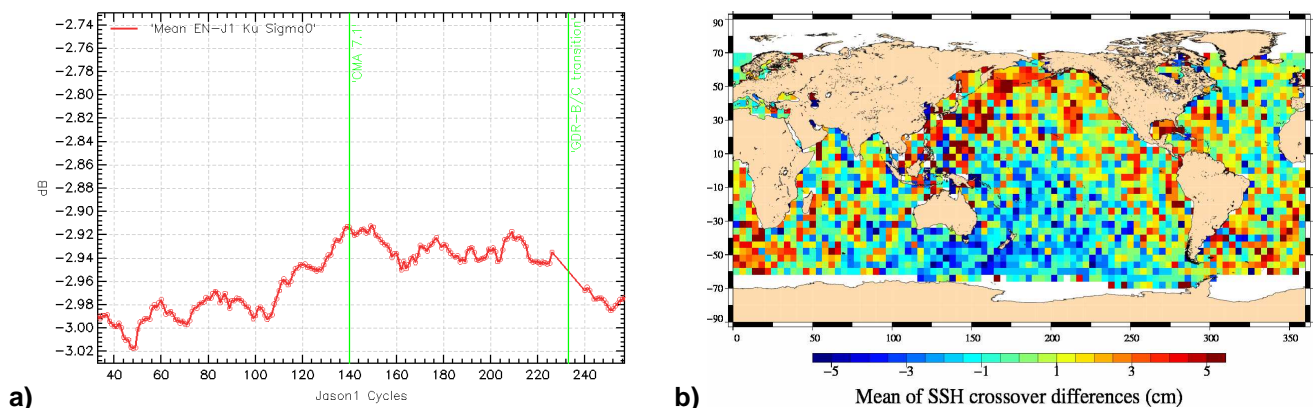 −2.74
−2.76
−2.78
−2.80
−2.82
−2.84
−2.86
−2.88
−2.90
−2.92
−2.94
−2.96
−2.98
−3.00
−3.02
dB
'Mean EN−J1 Ku Sigma0'
CMA 7.1
GDR−B/C transition
40 60 80 100 120 140 160 180 200 220 240
Jason1 Cycles
a)
90
70
50
30
10
−10
−30
−50
−70
−90
0 50 100 150 200 250 300 350
−5 −3 −1 1 3 5
Mean of SSH crossover differences (cm)
b)